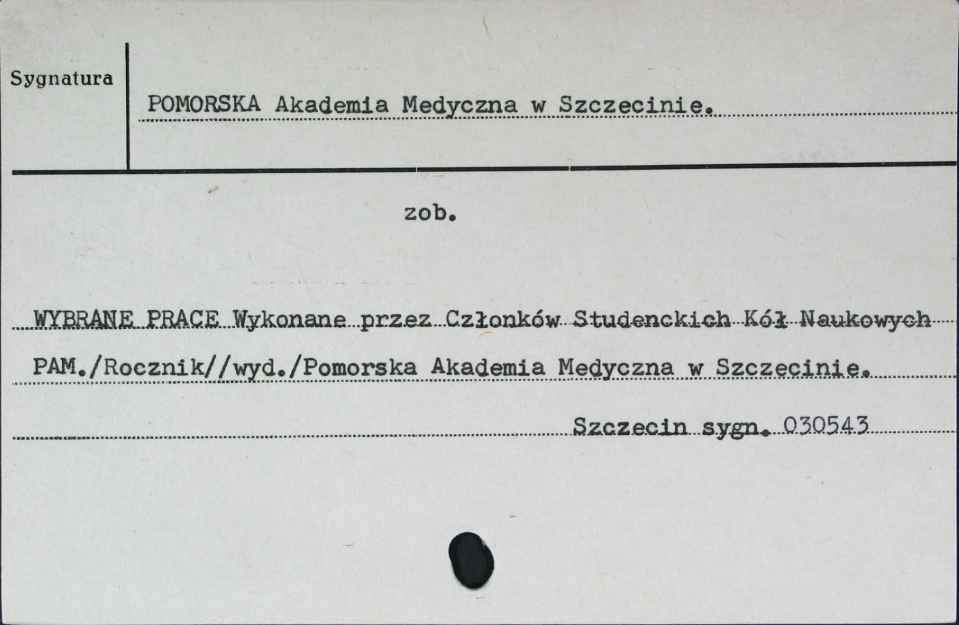 Sygnatura
POMORSKA Akademia Medyczna w Szczecinie.
zob.
WYBRANE PRACE Wykonane przez Członków Studenckich Kół Naukowych
PAM./Rocznik//wyd./Pomorska Akademia Medyczna w Szczecinie.
Szczecin sygn. 030543